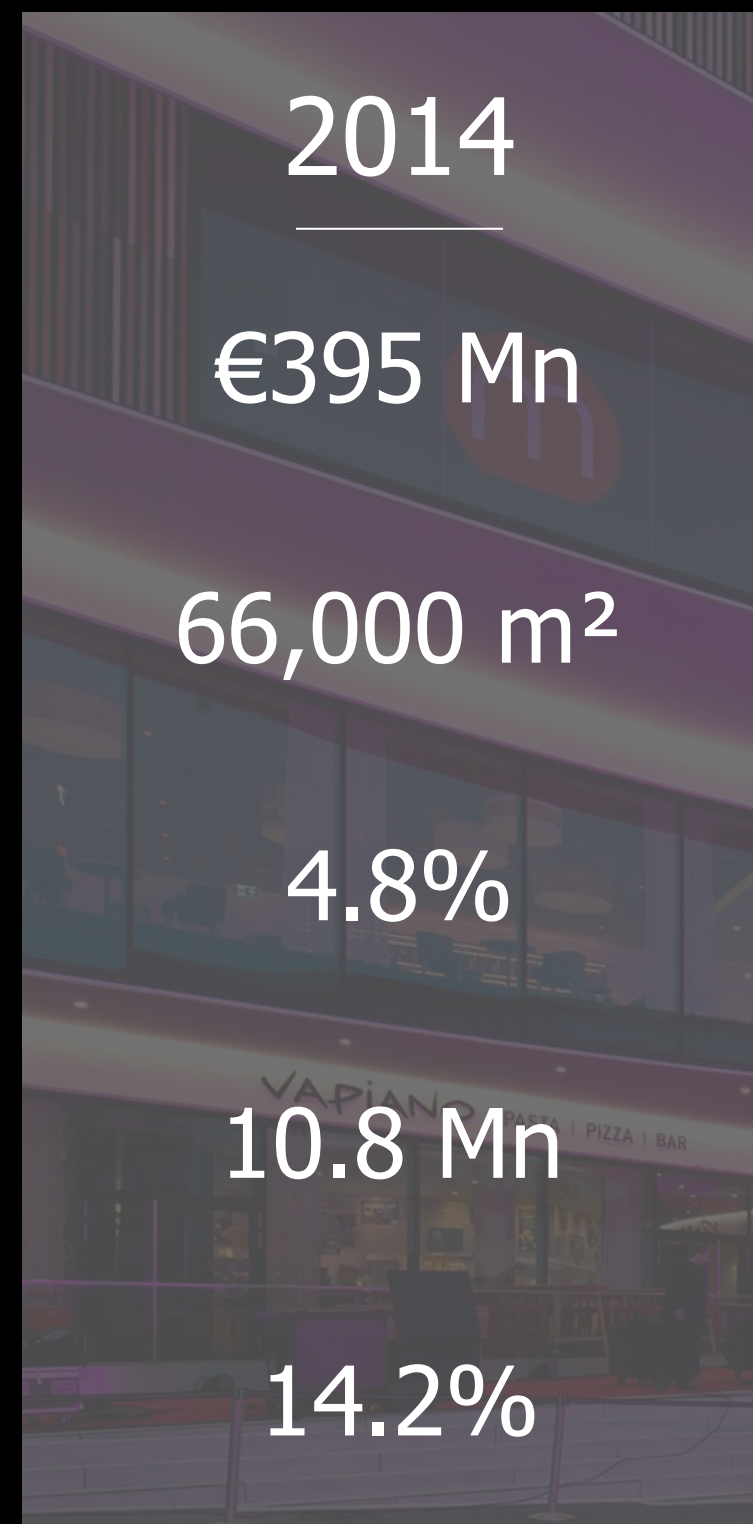 2014
€395 Mn
m
66,000 m²
4.8%
VAPIANO PASTA | PIZZA | BAR
10.8 Mn
14.2%